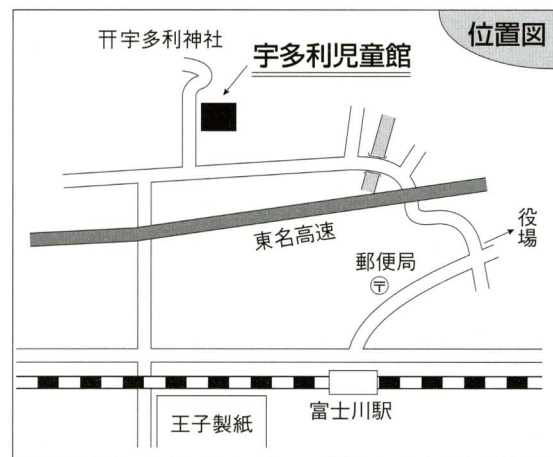 位置図
⛩宇多利神社
宇多利児童館
東名高速
役場
郵便局
〒
富士川駅
王子製紙